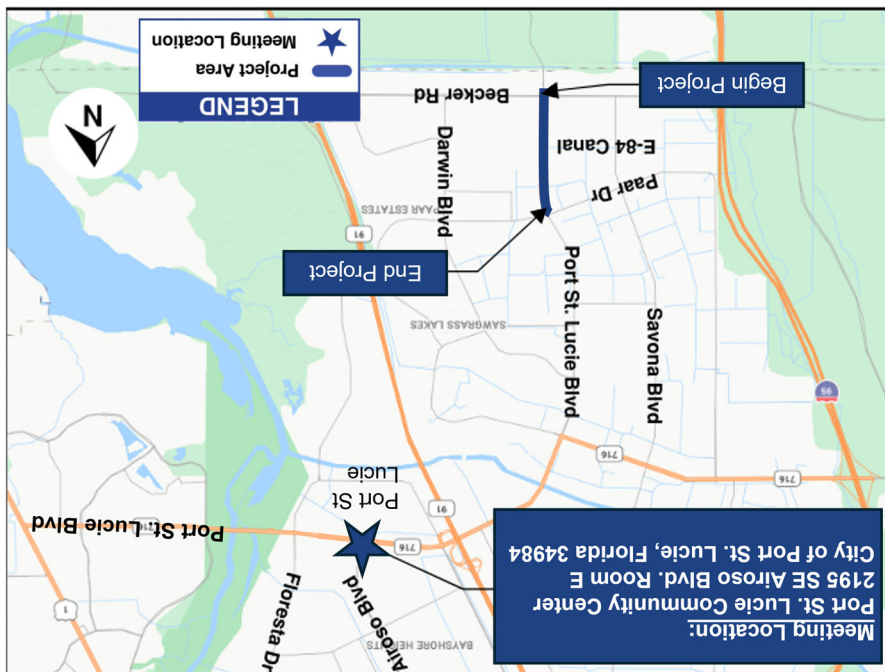 Meeting Location:
Port St. Lucie Community Center
2195 SE Airoso Blvd. Room E
City of Port St. Lucie, Florida 34984
BAYSHORE HEIGHTS
Airoso Blvd
Floresta Dr
1
716
Port St. Lucie Blvd
716
91
Port St
Lucie
716
716
95
Savona Blvd
Port St. Lucie Blvd
SAWGRASS LAKES
End Project
91
PAAR ESTATES
Darwin Blvd
Paar Dr
E-84 Canal
Begin Project
Becker Rd
N
LEGEND
Project Area
Meeting Location